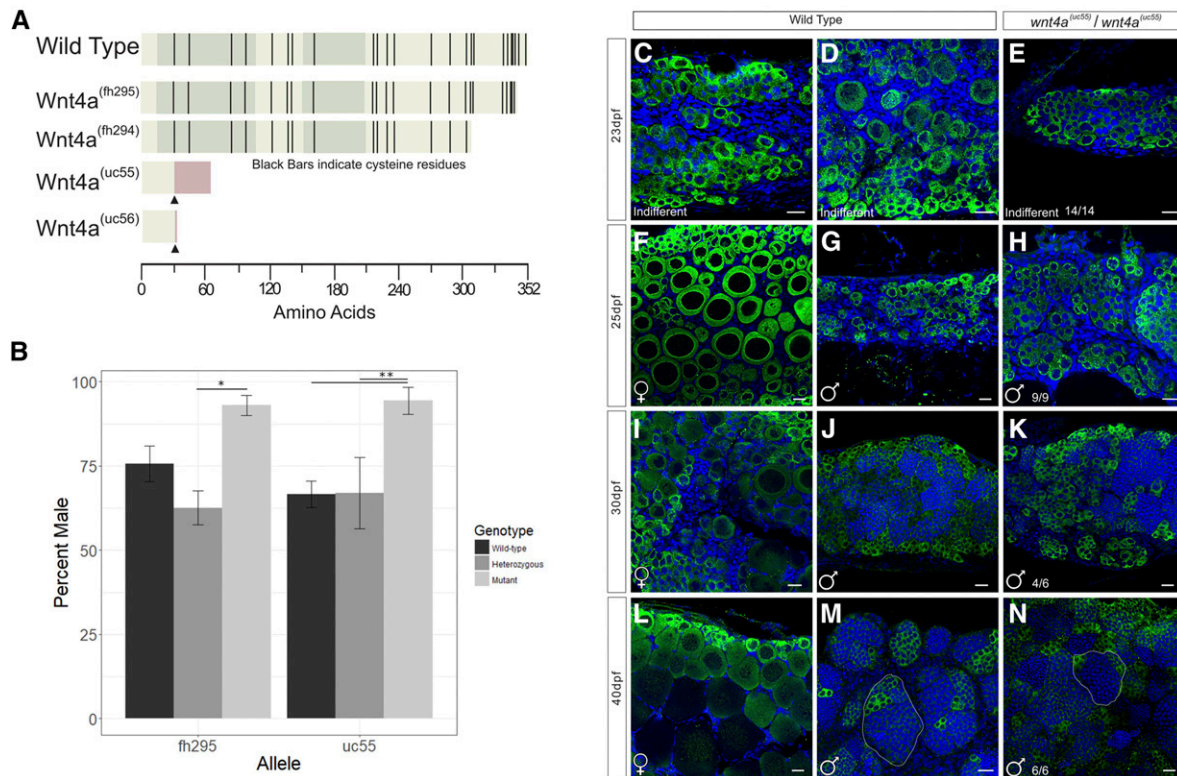 A
Wild Type
Wnt4a(fh295)
Wnt4a(fh294)
Black Bars indicate cysteine residues
Wnt4a(uc55)
Wnt4a(uc56)
0 60 120 180 240 300 352
Amino Acids
B
Percent Male
100
75
50
25
0
*
**
Genotype
Wild-type
Heterozygous
Mutant
fh295 uc55
Allele
Wild Type
wnt4a(uc55) / wnt4a(uc55)
23dpf
C
Indifferent
D
Indifferent
E
Indifferent 14/14
25dpf
F
♀
G
♂
H
♂ 9/9
30dpf
I
♀
J
♂
K
♂ 4/6
40dpf
L
♀
M
♂
N
♂ 6/6